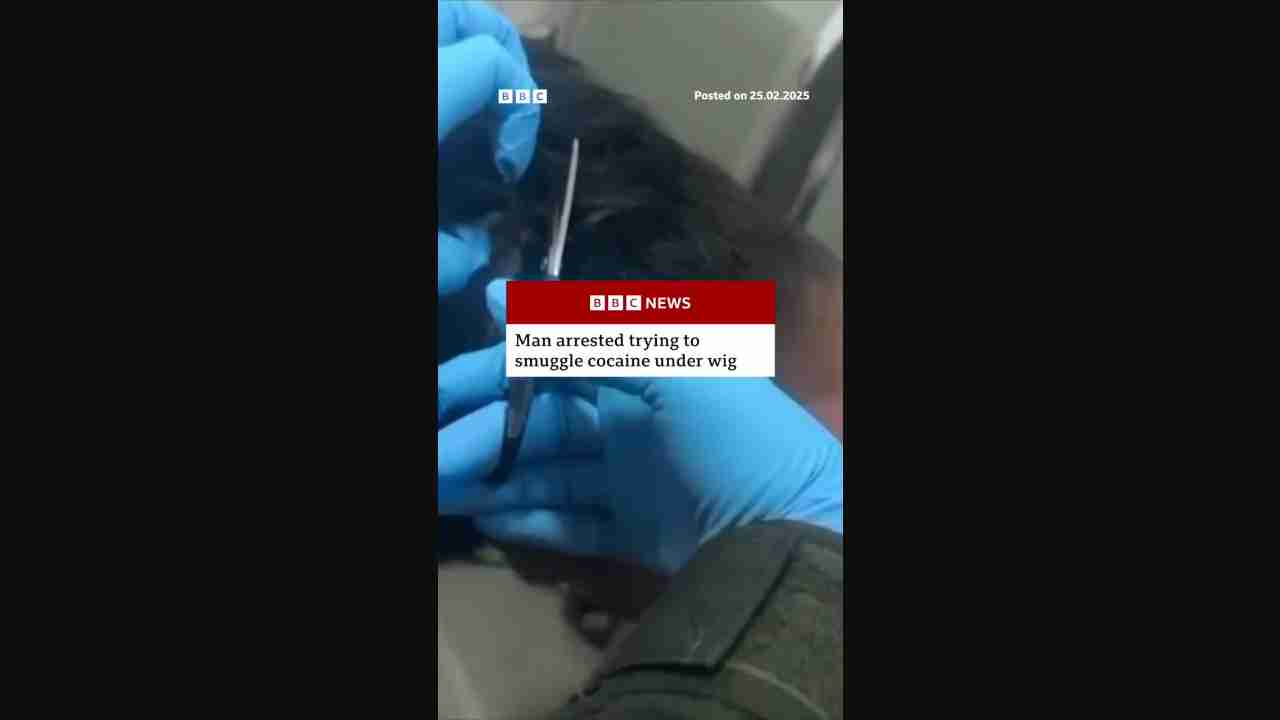 BBC
Posted on 25.02.2025
BBC NEWS
Man arrested trying to
smuggle cocaine under wig